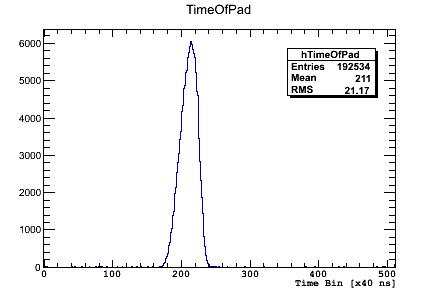 TimeOfPad
hTimeOfPad
Entries 192534
Mean 211
RMS 21.17
6000
5000
4000
3000
2000
1000
0
0 100 200 300 400 500
Time Bin [x40 ns]